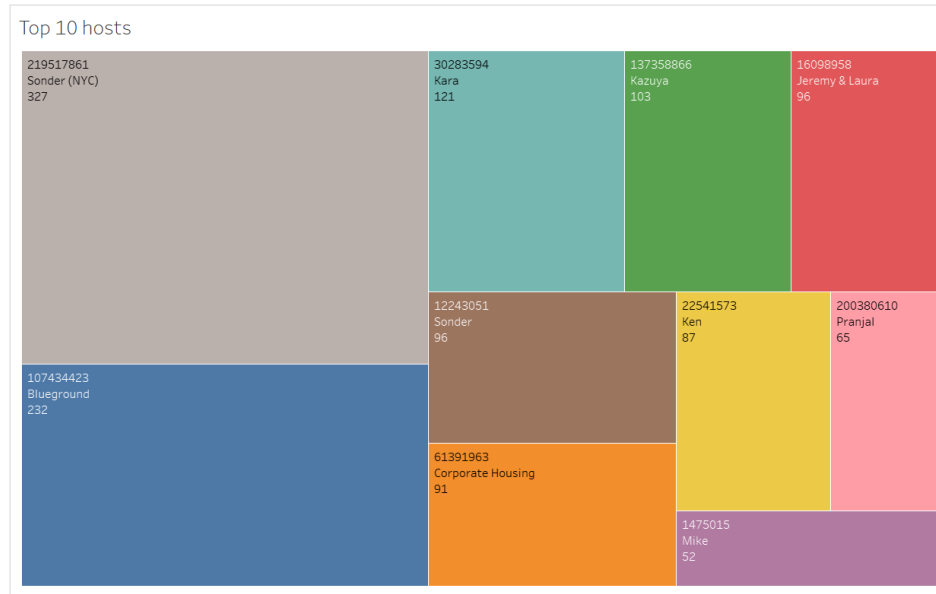 Top 10 hosts
219517861
Sonder (NYC)
327
107434423
Blueground
232
30283594
Kara
121
137358866
Kazuya
103
16098958
Jeremy & Laura
96
12243051
Sonder
96
61391963
Corporate Housing
91
22541573
Ken
87
200380610
Pranjal
65
1475015
Mike
52